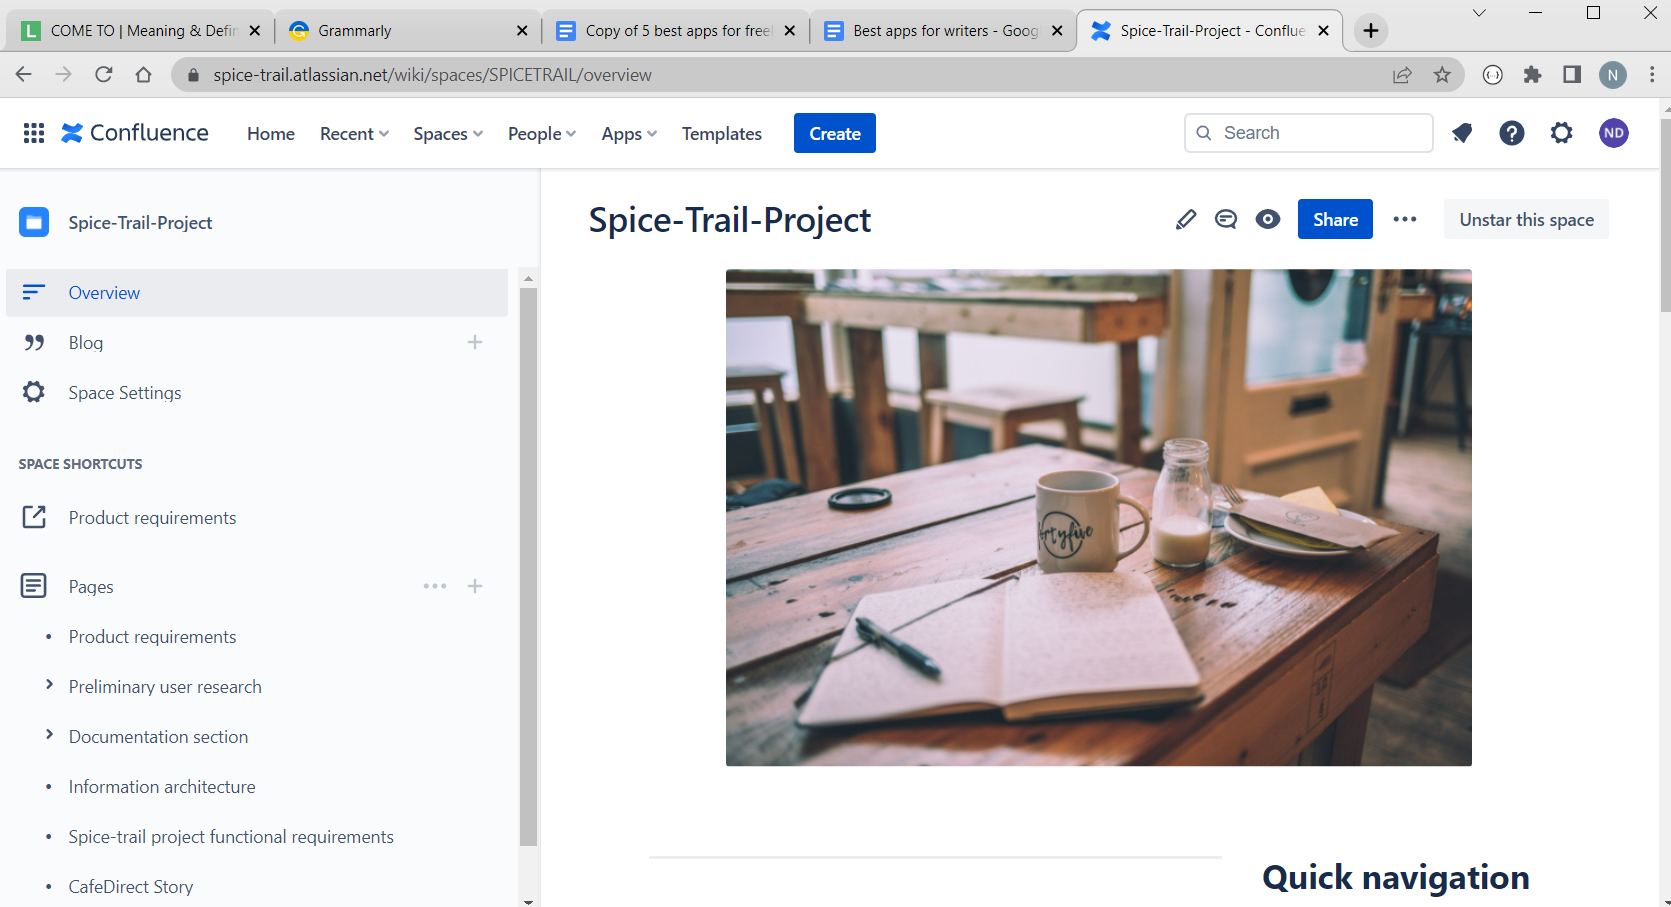 COME TO | Meaning & Defin
Grammarly
Copy of 5 best apps for freel
Best apps for writers - Goog
Spice-Trail-Project - Conflue
spice-trail.atlassian.net/wiki/spaces/SPICETRAIL/overview
N
Confluence
Home
Recent
Spaces
People
Apps
Templates
Create
Search
ND
Spice-Trail-Project
Overview
Blog
Space Settings
SPACE SHORTCUTS
Product requirements
Pages
Product requirements
Preliminary user research
Documentation section
Information architecture
Spice-trail project functional requirements
CafeDirect Story
Spice-Trail-Project
Share
Unstar this space
ortyfive
Quick navigation